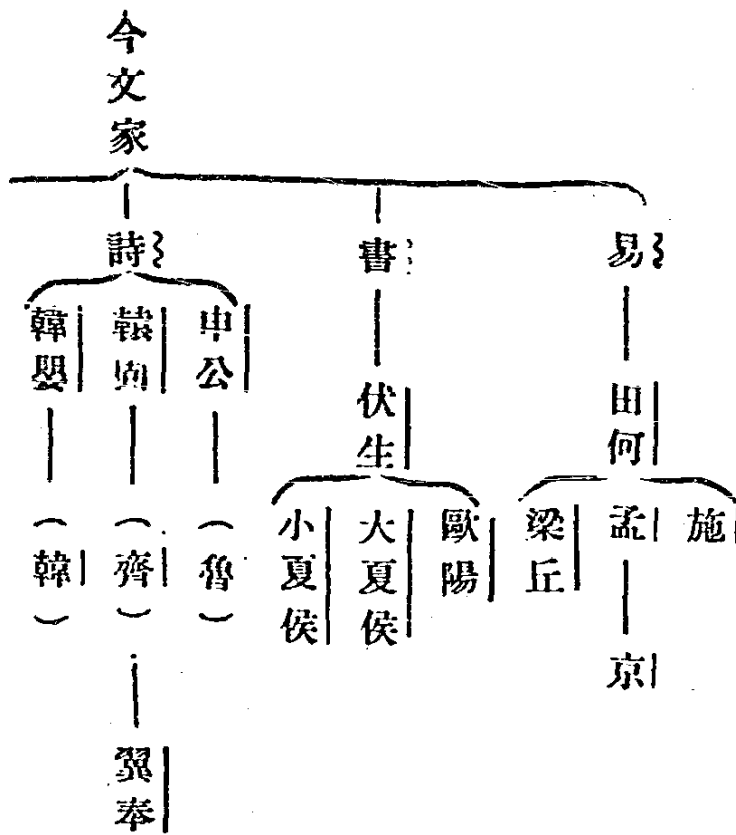 今文家
易
田何
施
孟
京
梁丘
書
伏生
歐陽
大夏侯
小夏侯
詩
申公
（魯）
轅固
（齊）
翼奉
韓嬰
（韓）